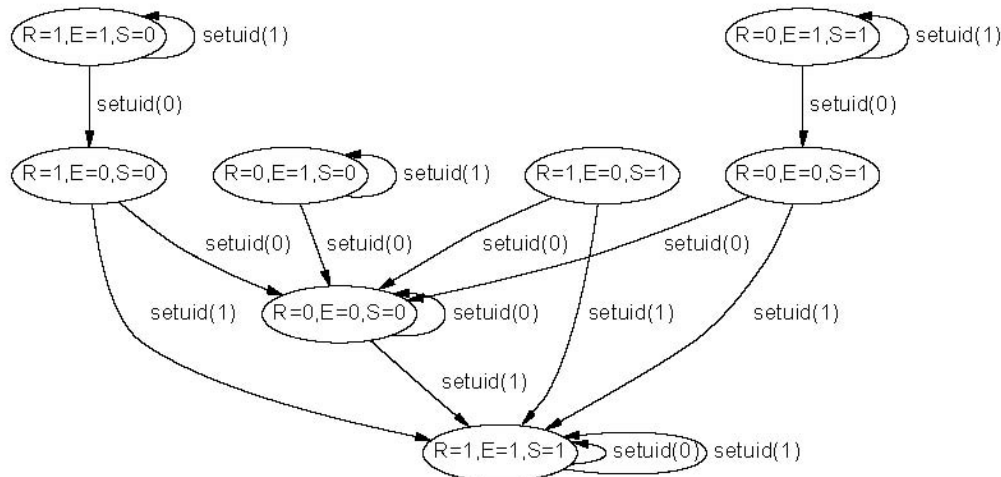 R=1,E=1,S=0
setuid(1)
R=0,E=1,S=1
setuid(1)
setuid(0)
setuid(0)
R=1,E=0,S=0
R=0,E=1,S=0
setuid(1)
R=1,E=0,S=1
R=0,E=0,S=1
setuid(0)
setuid(0)
setuid(0)
setuid(0)
setuid(1)
R=0,E=0,S=0
setuid(0)
setuid(1)
setuid(1)
setuid(1)
R=1,E=1,S=1
setuid(0)
setuid(1)